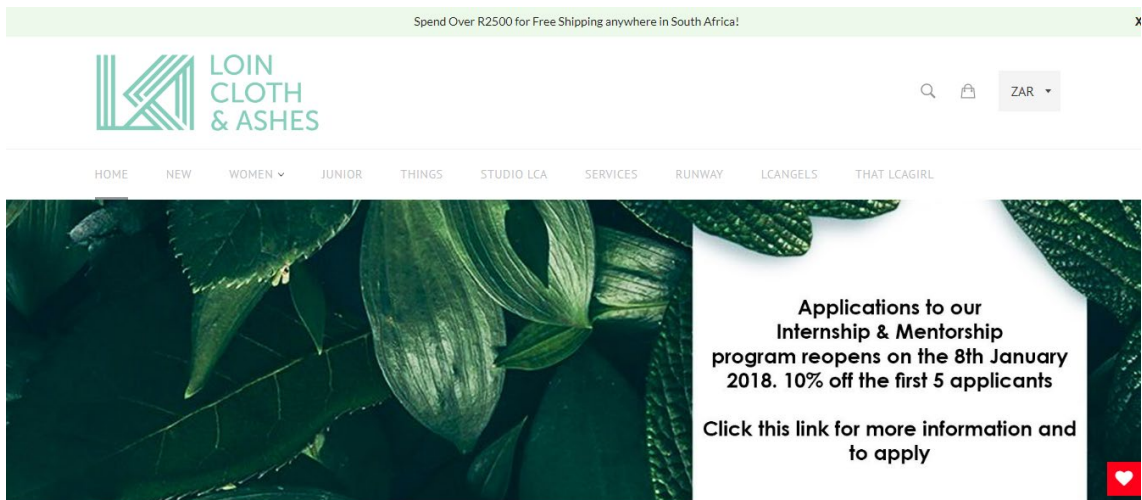 Spend Over R2500 for Free Shipping anywhere in South Africa!
X
LOIN
CLOTH
& ASHES
ZAR
HOME NEW WOMEN JUNIOR THINGS STUDIO LCA SERVICES RUNWAY LCANGELS THAT LCAGIRL
Applications to our
Internship & Mentorship
program reopens on the 8th January
2018. 10% off the first 5 applicants
Click this link for more information and
to apply